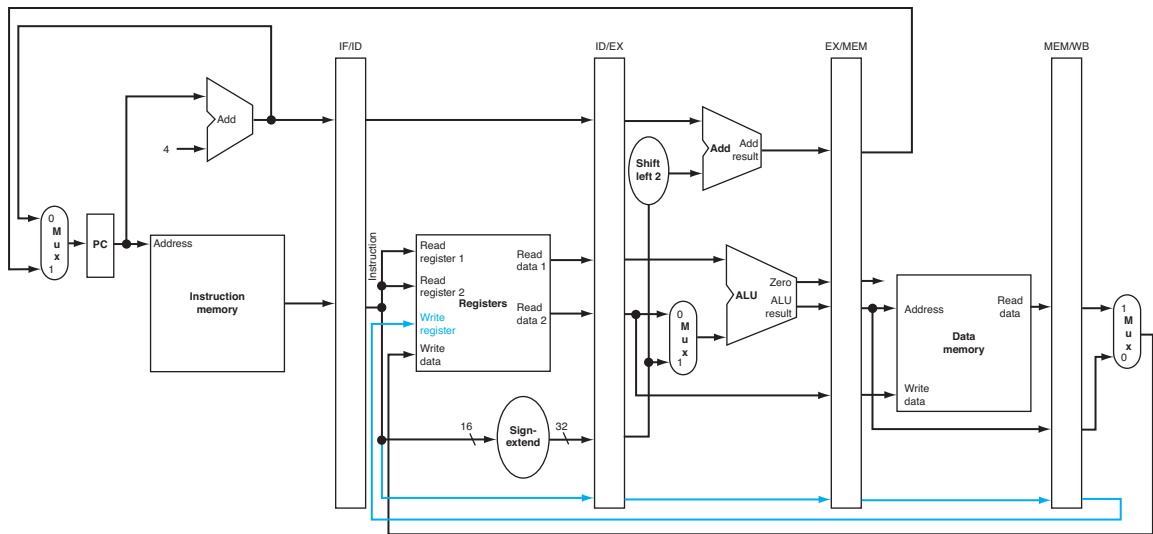 IF/ID
ID/EX
EX/MEM
MEM/WB
Add
4
Add
Add
result
Shift
left 2
0
M
u
x
1
PC
Address
Instruction
memory
Instruction
Read
register 1
Read
register 2
Write
register
Write
data
Registers
Read
data 1
Read
data 2
16
Sign-
extend
32
0
M
u
x
1
ALU
Zero
ALU
result
Address
Write
data
Data
memory
Read
data
1
M
u
x
0